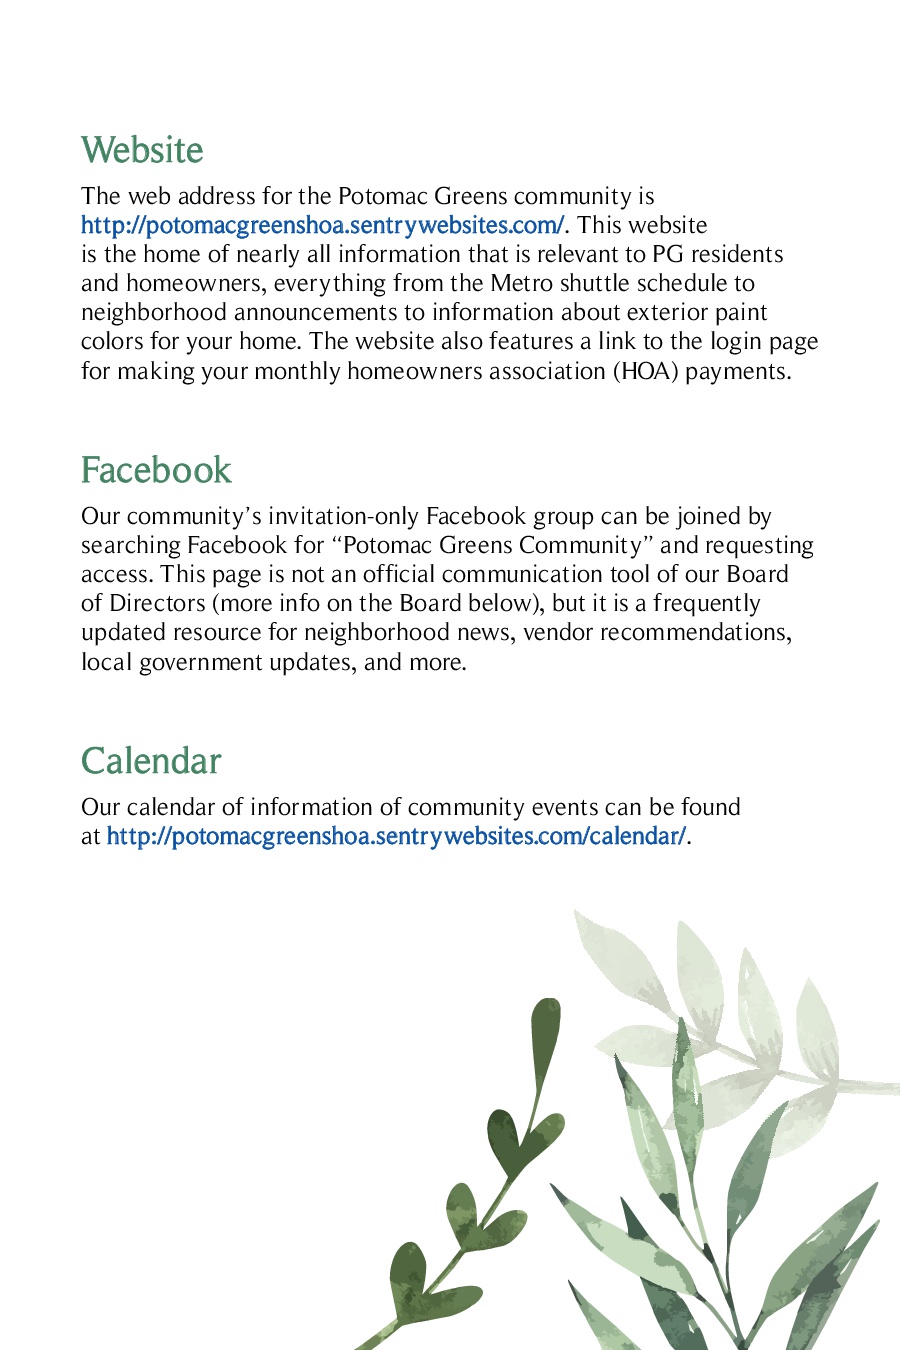 Website
The web address for the Potomac Greens community is
http://potomacgreenshoa.sentrywebsites.com/. This website
is the home of nearly all information that is relevant to PG residents
and homeowners, everything from the Metro shuttle schedule to
neighborhood announcements to information about exterior paint
colors for your home. The website also features a link to the login page
for making your monthly homeowners association (HOA) payments.
Facebook
Our community’s invitation-only Facebook group can be joined by
searching Facebook for “Potomac Greens Community” and requesting
access. This page is not an official communication tool of our Board
of Directors (more info on the Board below), but it is a frequently
updated resource for neighborhood news, vendor recommendations,
local government updates, and more.
Calendar
Our calendar of information of community events can be found
at http://potomacgreenshoa.sentrywebsites.com/calendar/.